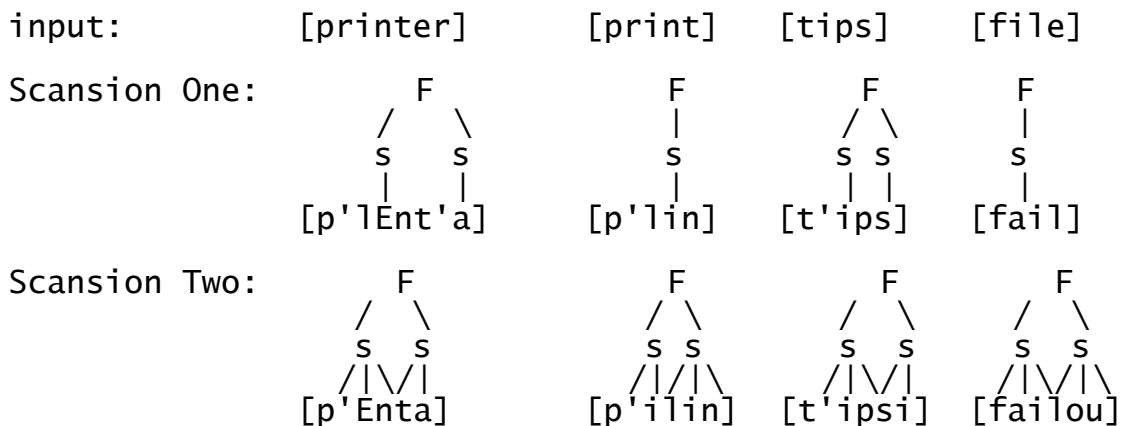 input: [printer] [print] [tips] [file]
Scansion One: F F F F
/ \ | / \ |
s s s s s s
| | | | | |
[p'lEnt'a] [p'lin] [t'ips] [fail]
Scansion Two: F F F F
/ \ / \ / \ / \
s s s s s s s s
/|\/| /|/|\ /|\/| /|\/|\
[p'Enta] [p'ilin] [t'ipsi] [failou]